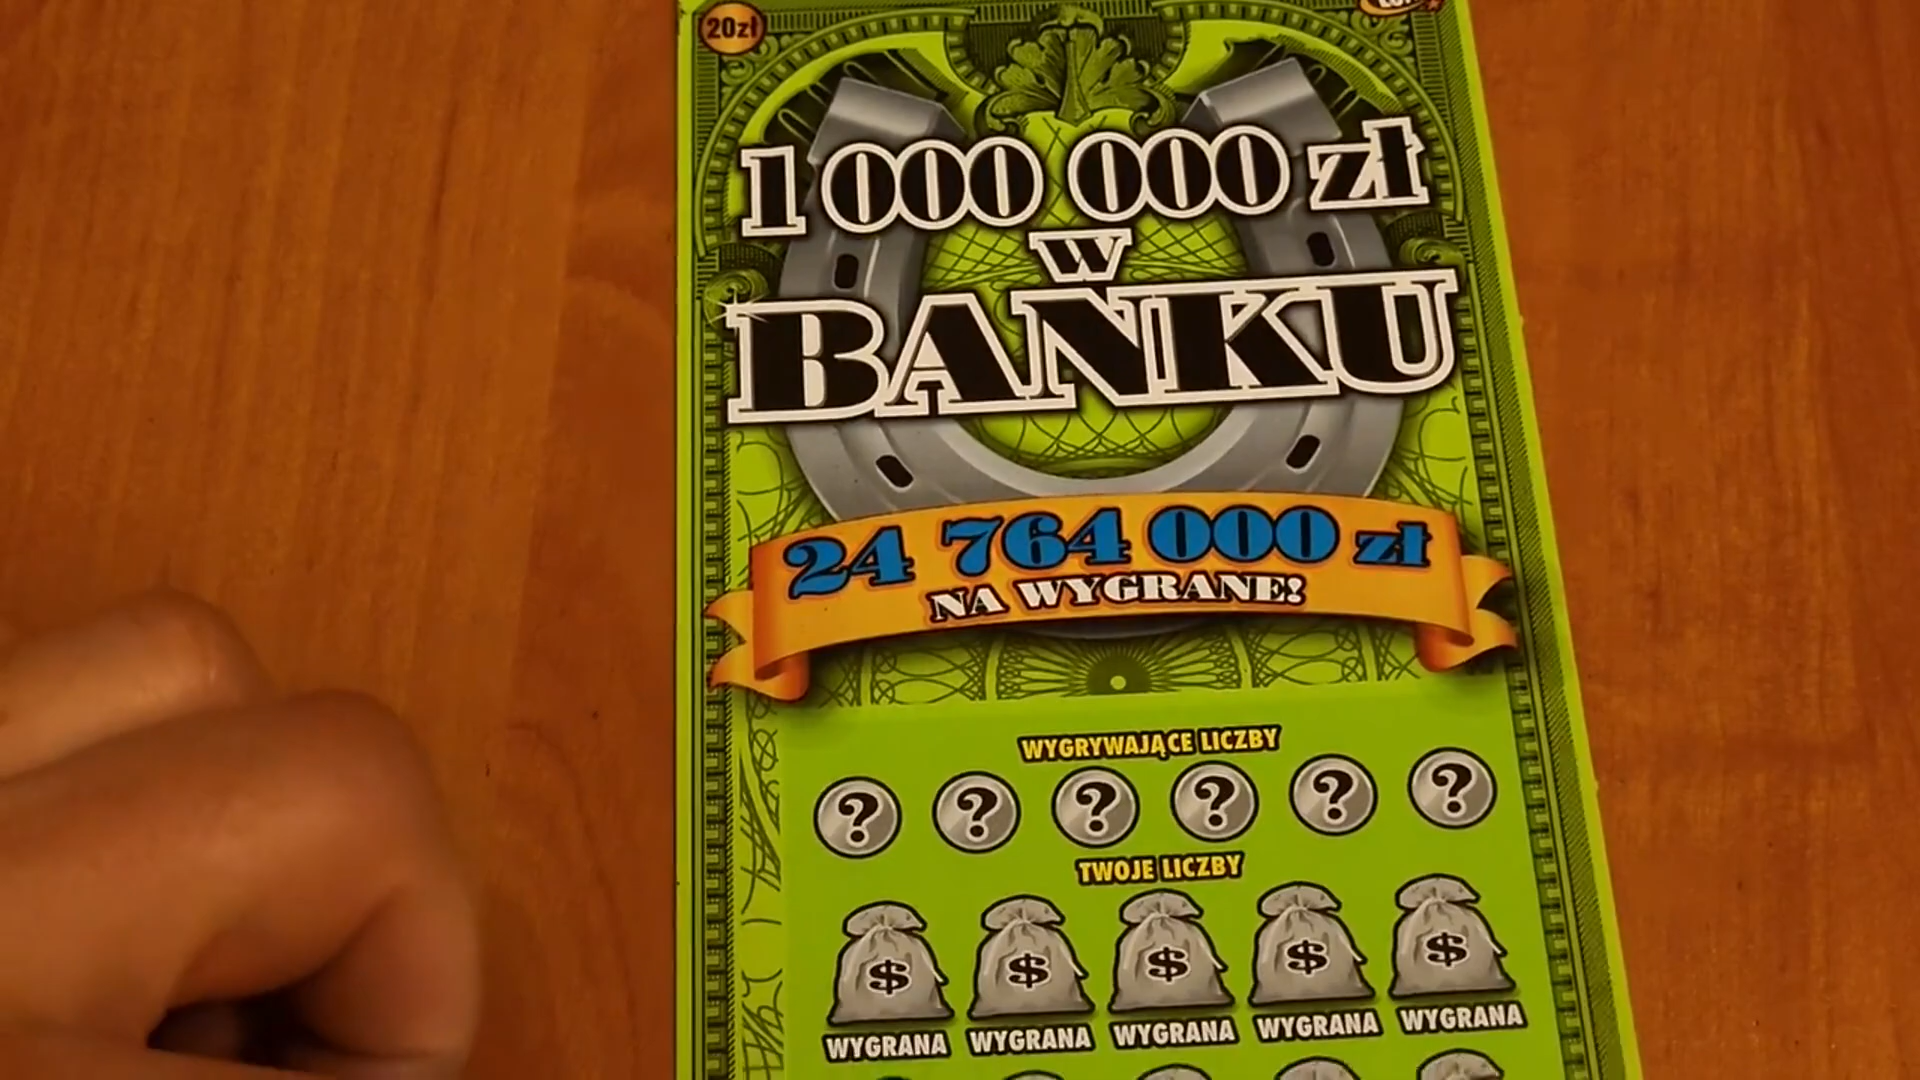 20zł
1 000 000 zł
w
BANKU
24 764 000 zł
NA WYGRANE!
WYGRYWAJĄCE LICZBY
? ? ? ? ? ?
TWOJE LICZBY
$ $ $ $ $
WYGRANA WYGRANA WYGRANA WYGRANA WYGRANA